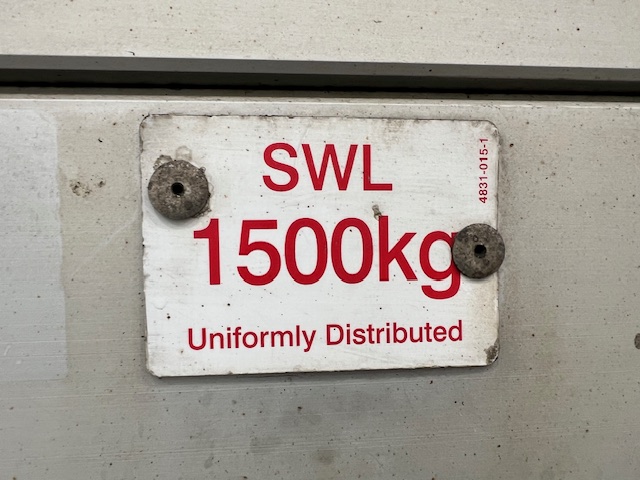 SWL
1500kg
Uniformly Distributed
4831-015-1